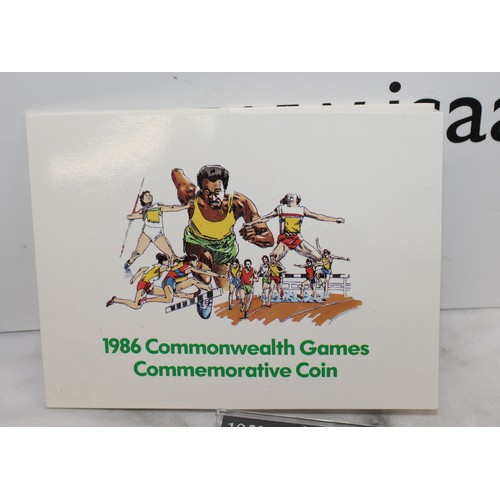 1986 Commonwealth Games
Commemorative Coin